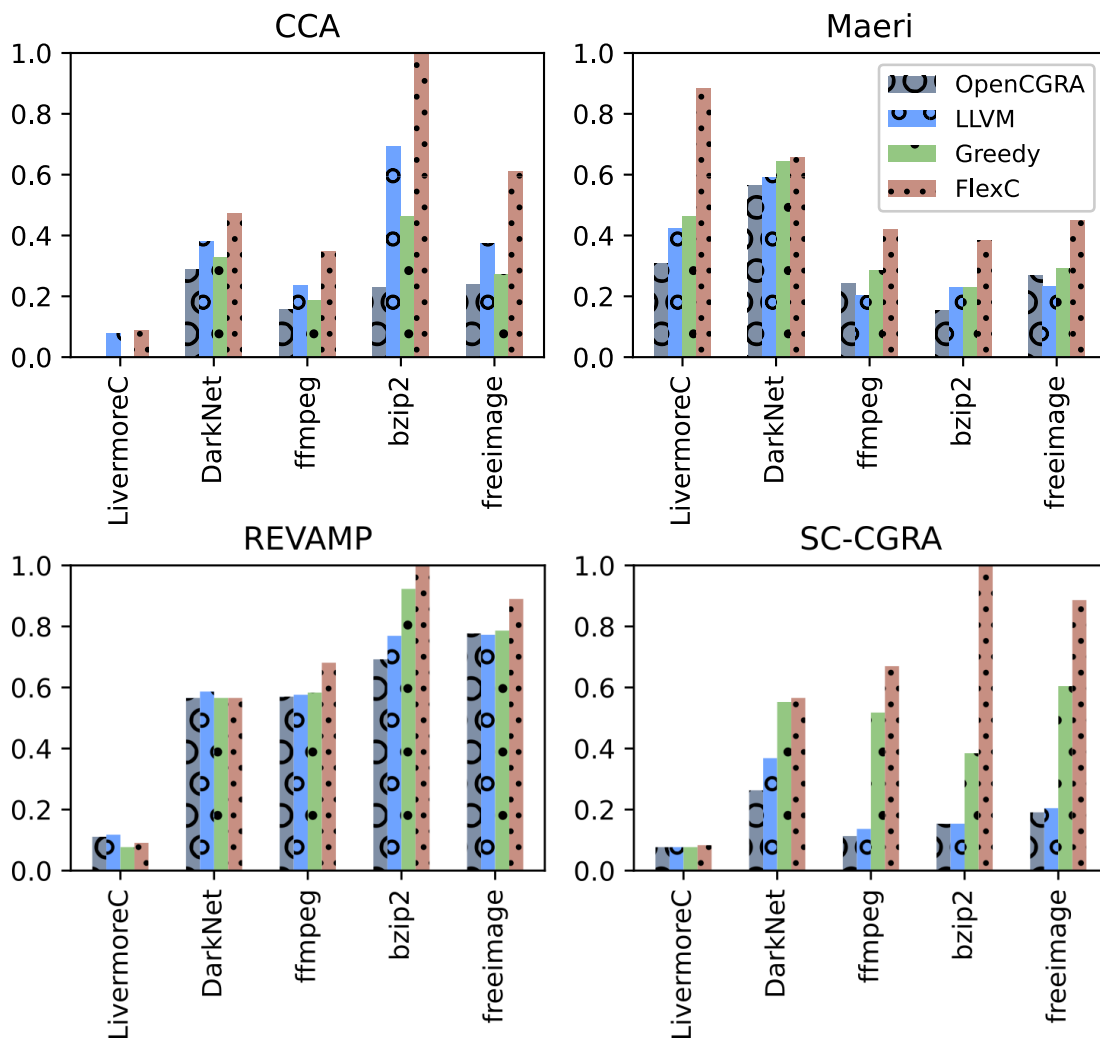 CCA
1.0
0.8
0.6
0.4
0.2
0.0
LivermoreC
DarkNet
ffmpeg
bzip2
freeimage
Maeri
1.0
0.8
0.6
0.4
0.2
0.0
OpenCGRA
LLVM
Greedy
FlexC
LivermoreC
DarkNet
ffmpeg
bzip2
freeimage
REVAMP
1.0
0.8
0.6
0.4
0.2
0.0
LivermoreC
DarkNet
ffmpeg
bzip2
freeimage
SC-CGRA
1.0
0.8
0.6
0.4
0.2
0.0
LivermoreC
DarkNet
ffmpeg
bzip2
freeimage